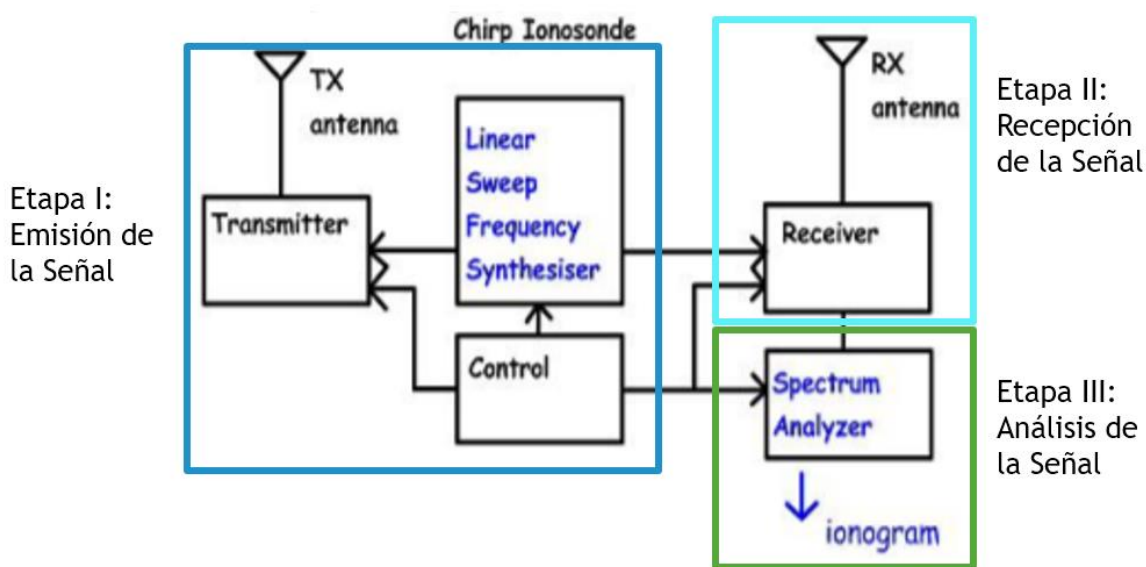 Chirp Ionosonde
Etapa I:
Emisión de
la Señal
TX
antenna
Transmitter
Linear
Sweep
Frequency
Synthesiser
Control
RX
antenna
Receiver
Spectrum
Analyzer
ionogram
Etapa II:
Recepción
de la Señal
Etapa III:
Análisis de
la Señal